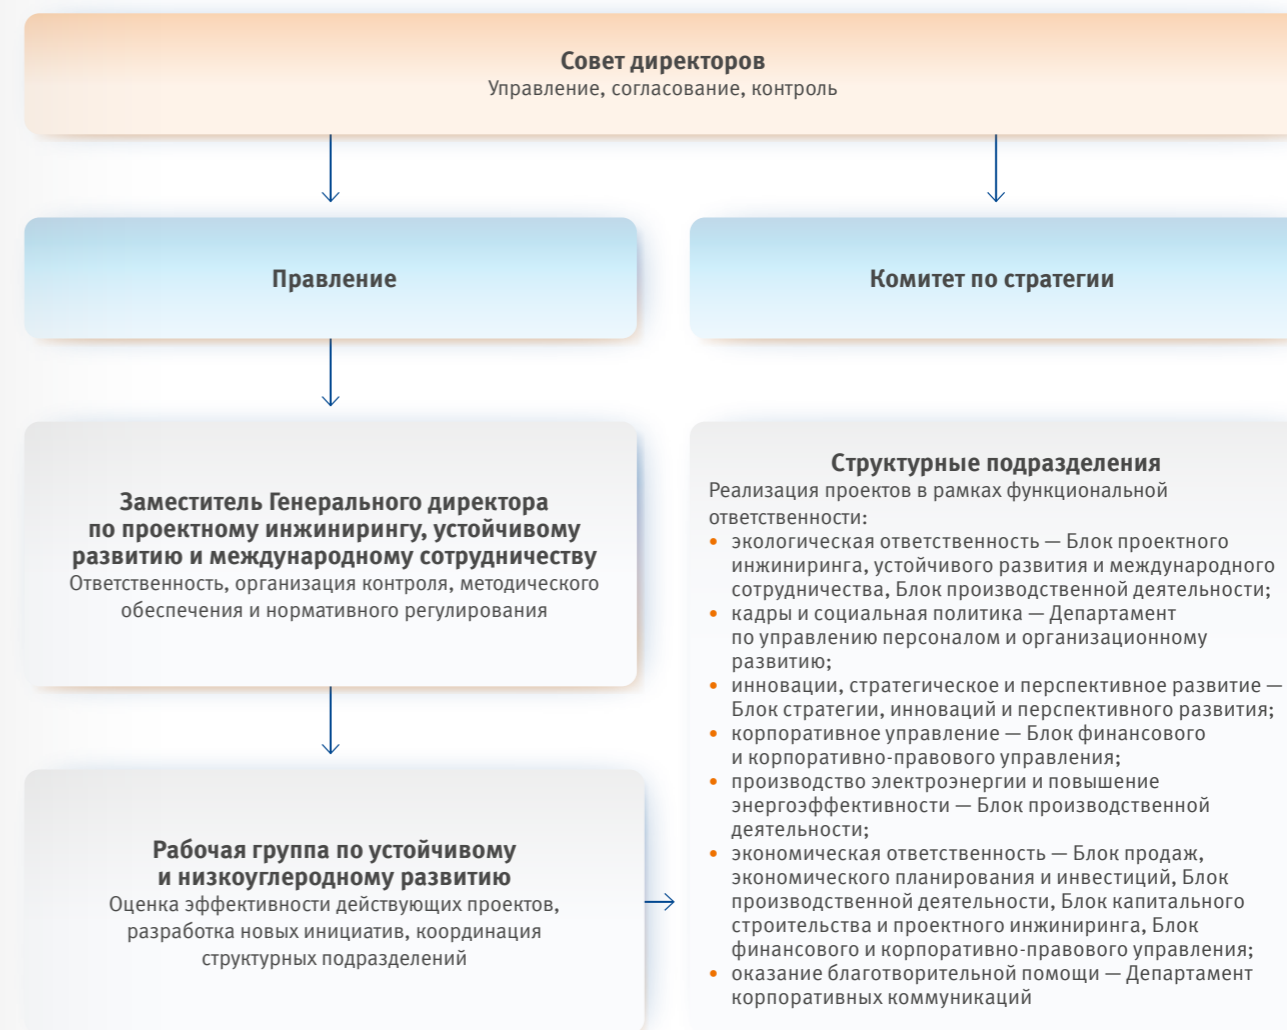 Совет директоров
Управление, согласование, контроль
Правление
Комитет по стратегии
Заместитель Генерального директора
по проектному инжинирингу, устойчивому
развитию и международному сотрудничеству
Ответственность, организация контроля, методического
обеспечения и нормативного регулирования
Рабочая группа по устойчивому
и низкоуглеродному развитию
Оценка эффективности действующих проектов,
разработка новых инициатив, координация
структурных подразделений
Структурные подразделения
Реализация проектов в рамках функциональной
ответственности:
• экологическая ответственность — Блок проектного
инжиниринга, устойчивого развития и международного
сотрудничества, Блок производственной деятельности;
• кадры и социальная политика — Департамент
по управлению персоналом и организационному
развитию;
• инновации, стратегическое и перспективное развитие —
Блок стратегии, инноваций и перспективного развития;
• корпоративное управление — Блок финансового
и корпоративно-правового управления;
• производство электроэнергии и повышение
энергоэффективности — Блок производственной
деятельности;
• экономическая ответственность — Блок продаж,
экономического планирования и инвестиций, Блок
производственной деятельности, Блок капитального
строительства и проектного инжиниринга, Блок
финансового и корпоративно-правового управления;
• оказание благотворительной помощи — Департамент
корпоративных коммуникаций